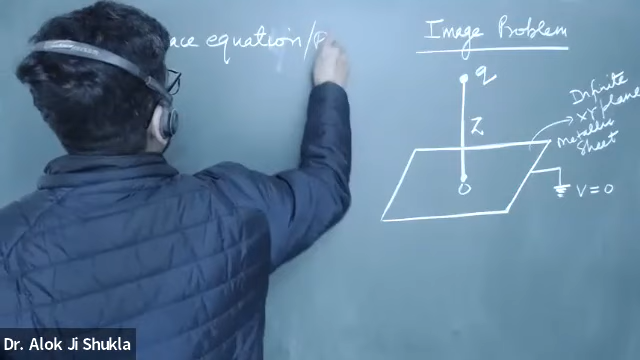 ace equation/P
Image Problem
q
Infinite
XY plane
Metallic
Sheet
Z
O
V = 0
Dr. Alok Ji Shukla